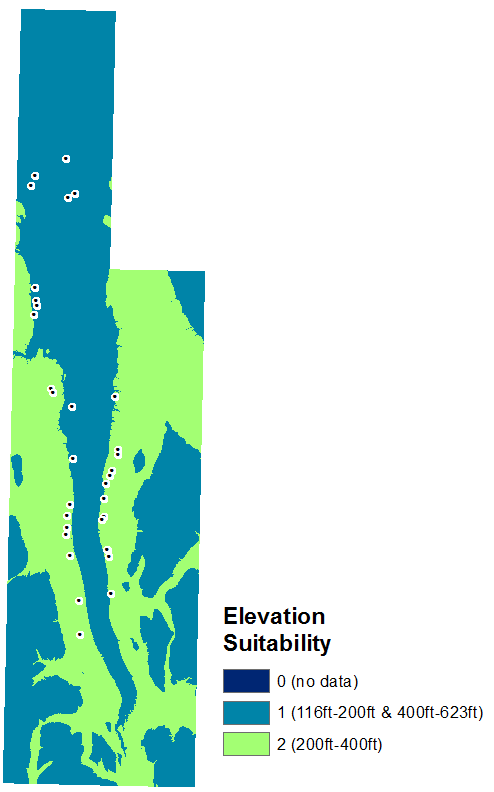 Elevation
Suitability
0 (no data)
1 (116ft-200ft & 400ft-623ft)
2 (200ft-400ft)